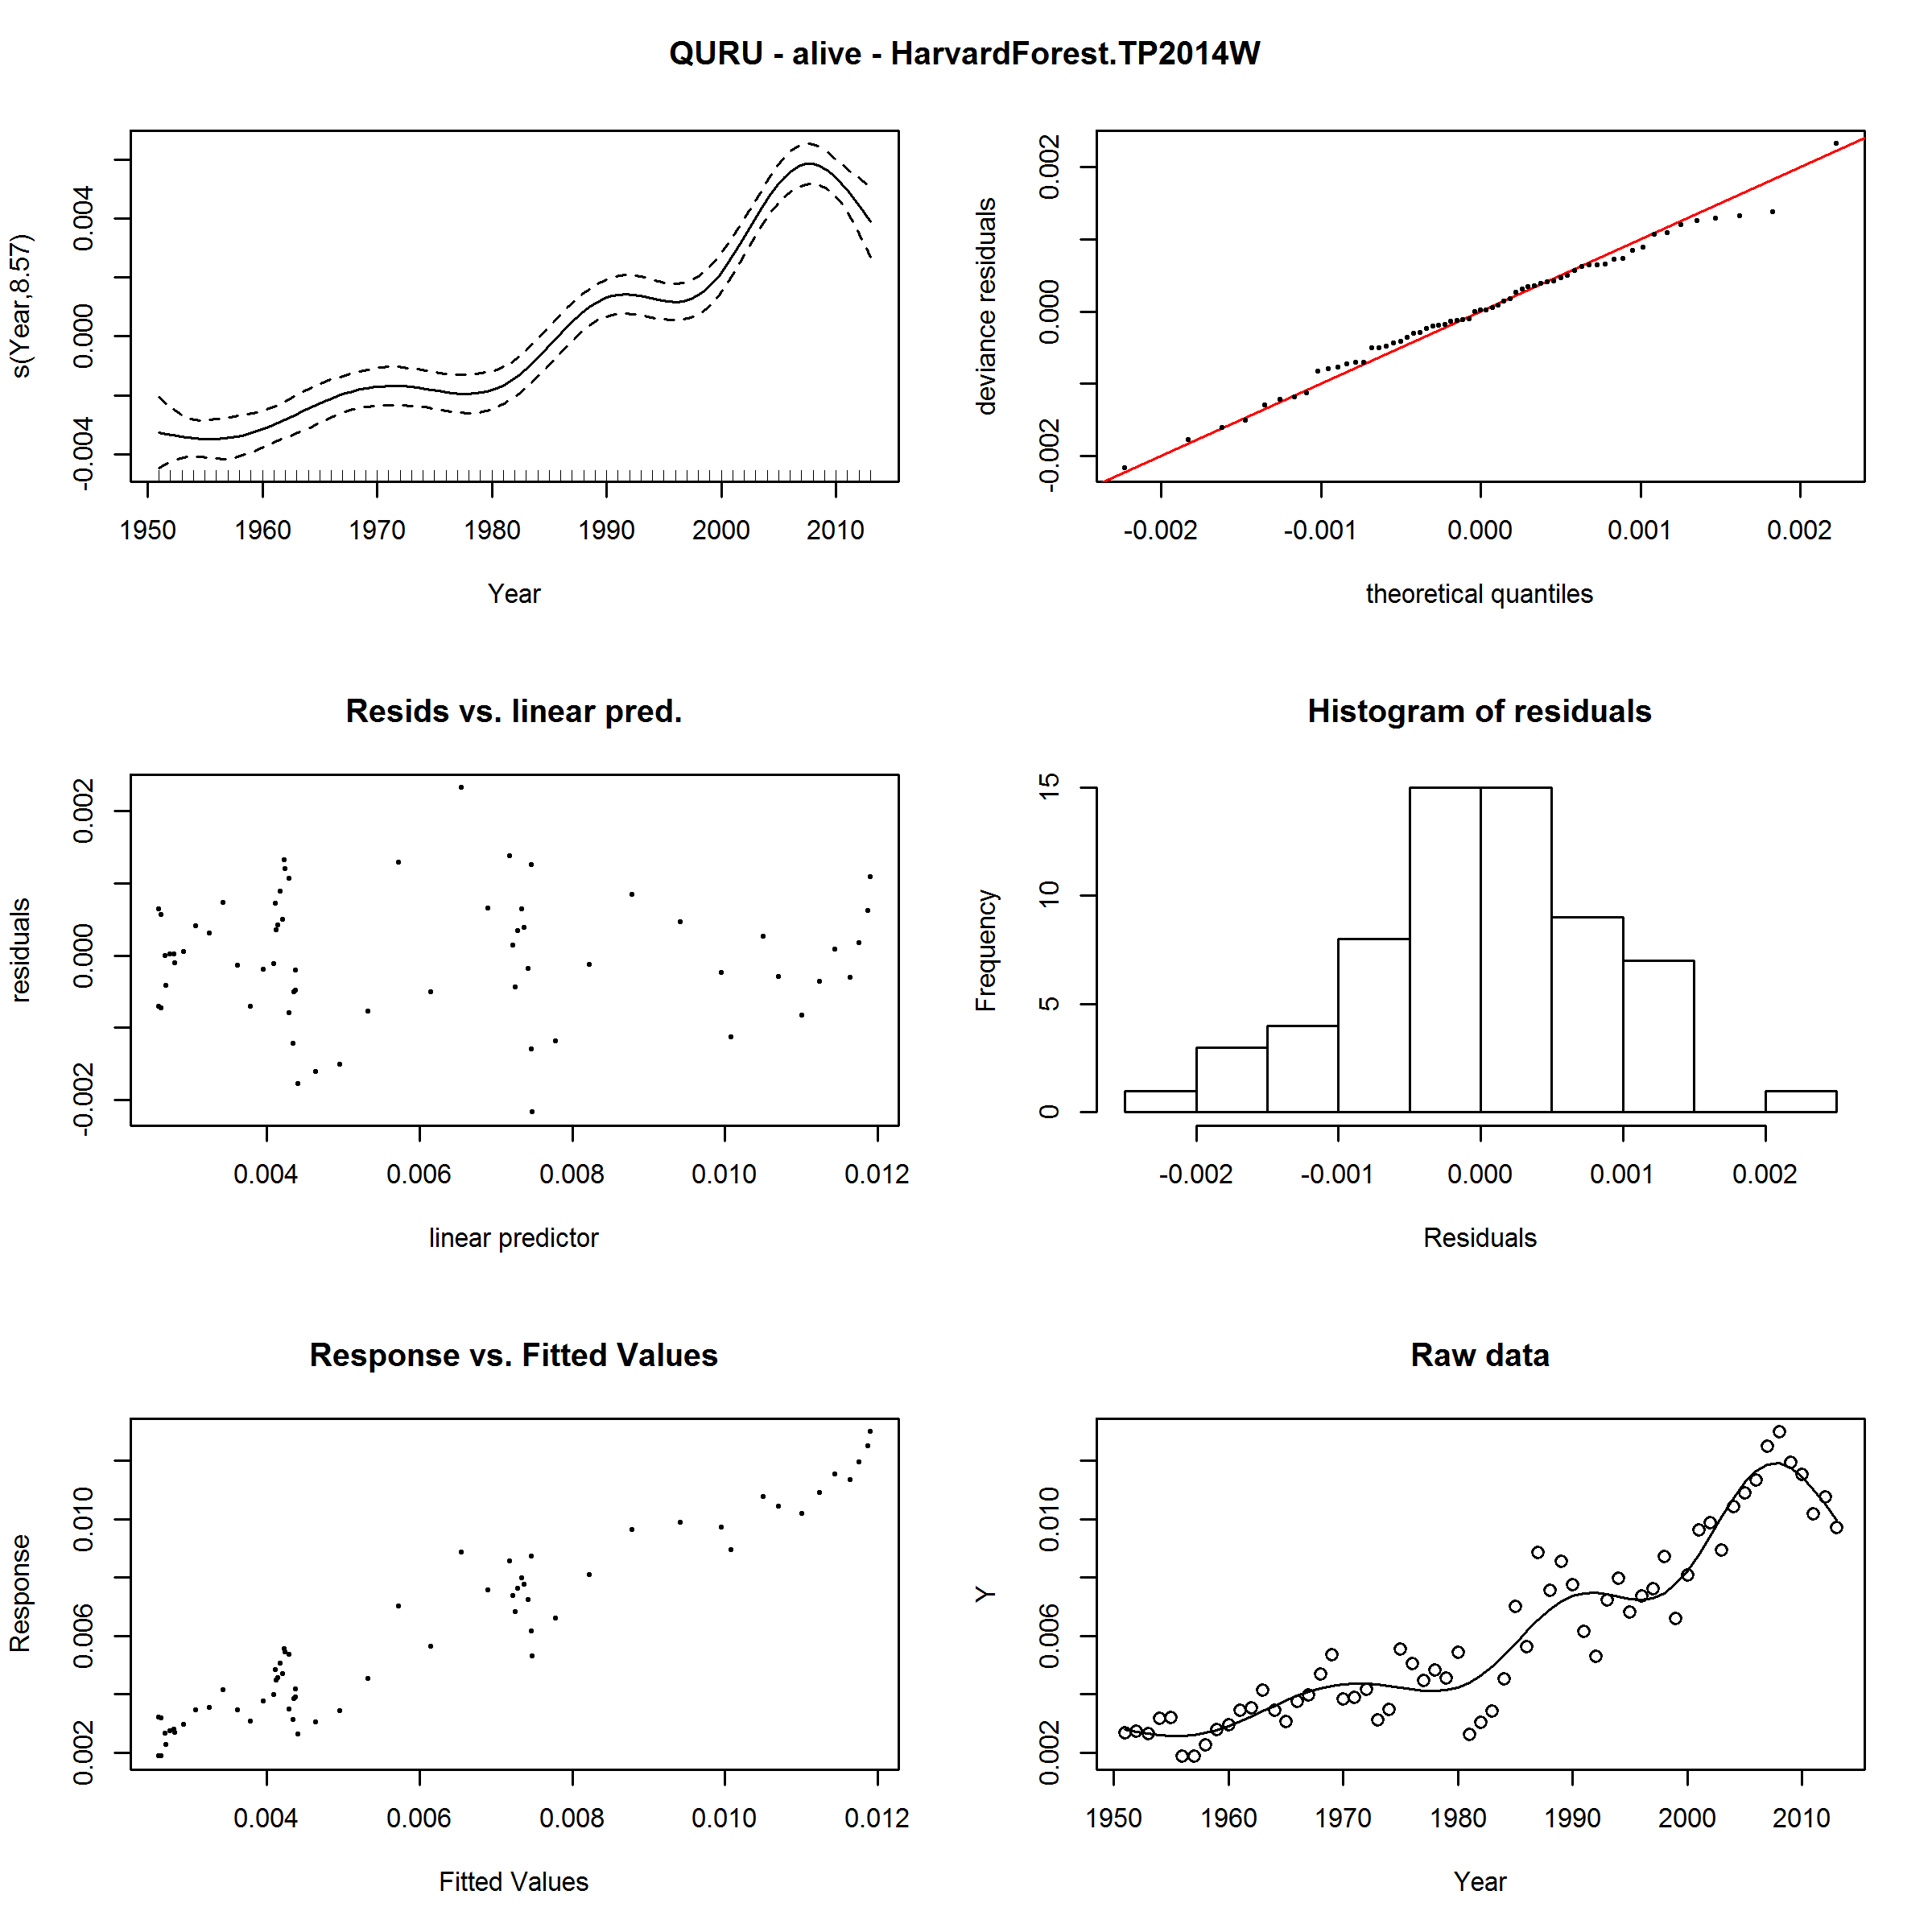 QURU - alive - HarvardForest.TP2014W
s(Year,8.57)
-0.004 0.000 0.004
1950 1960 1970 1980 1990 2000 2010
Year
deviance residuals
-0.002 0.000 0.002
-0.002 -0.001 0.000 0.001 0.002
theoretical quantiles
Resids vs. linear pred.
residuals
-0.002 0.000 0.002
0.004 0.006 0.008 0.010 0.012
linear predictor
Histogram of residuals
Frequency
0 5 10 15
-0.002 -0.001 0.000 0.001 0.002
Residuals
Response vs. Fitted Values
Response
0.002 0.006 0.010
0.004 0.006 0.008 0.010 0.012
Fitted Values
Raw data
Y
0.002 0.006 0.010
1950 1960 1970 1980 1990 2000 2010
Year